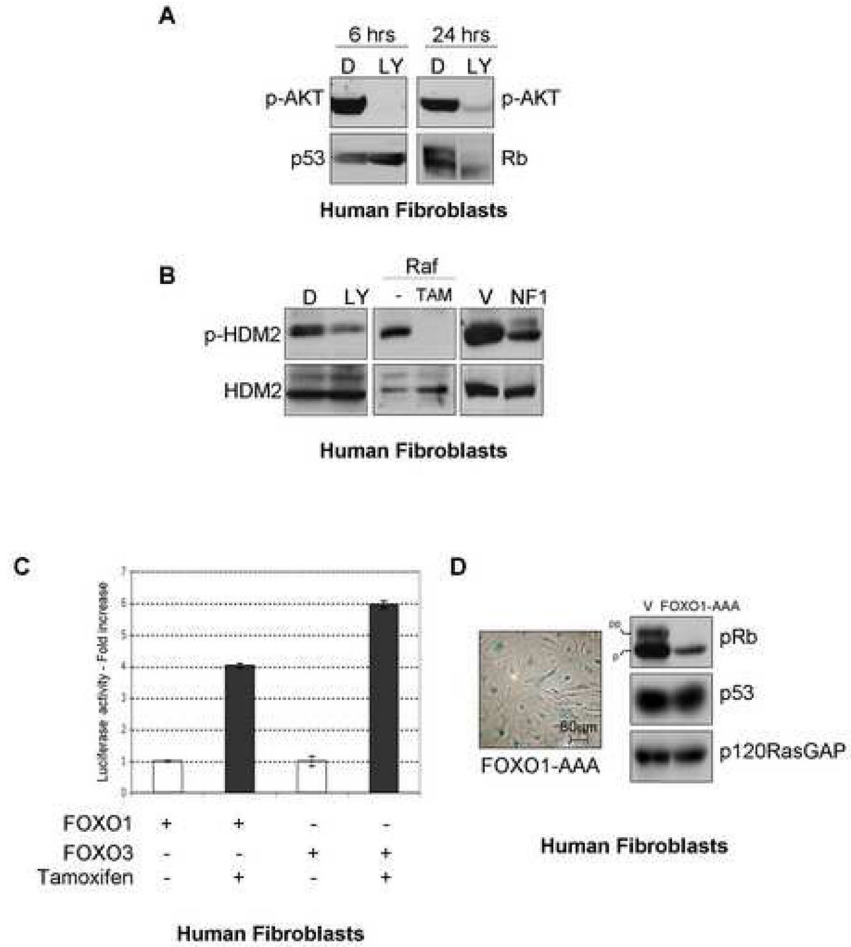 A
6 hrs 24 hrs
D LY D LY
p-AKT p-AKT
p53 Rb
Human Fibroblasts
B
Raf
D LY - TAM V NF1
p-HDM2
HDM2
Human Fibroblasts
C
Luciferase activity - Fold increase
7
6
5
4
3
2
1
0
FOXO1 + + - -
FOXO3 - - + +
Tamoxifen - + - +
Human Fibroblasts
D
V FOXO1-AAA
pp
p
pRb
p53
p120RasGAP
80µm
FOXO1-AAA
Human Fibroblasts